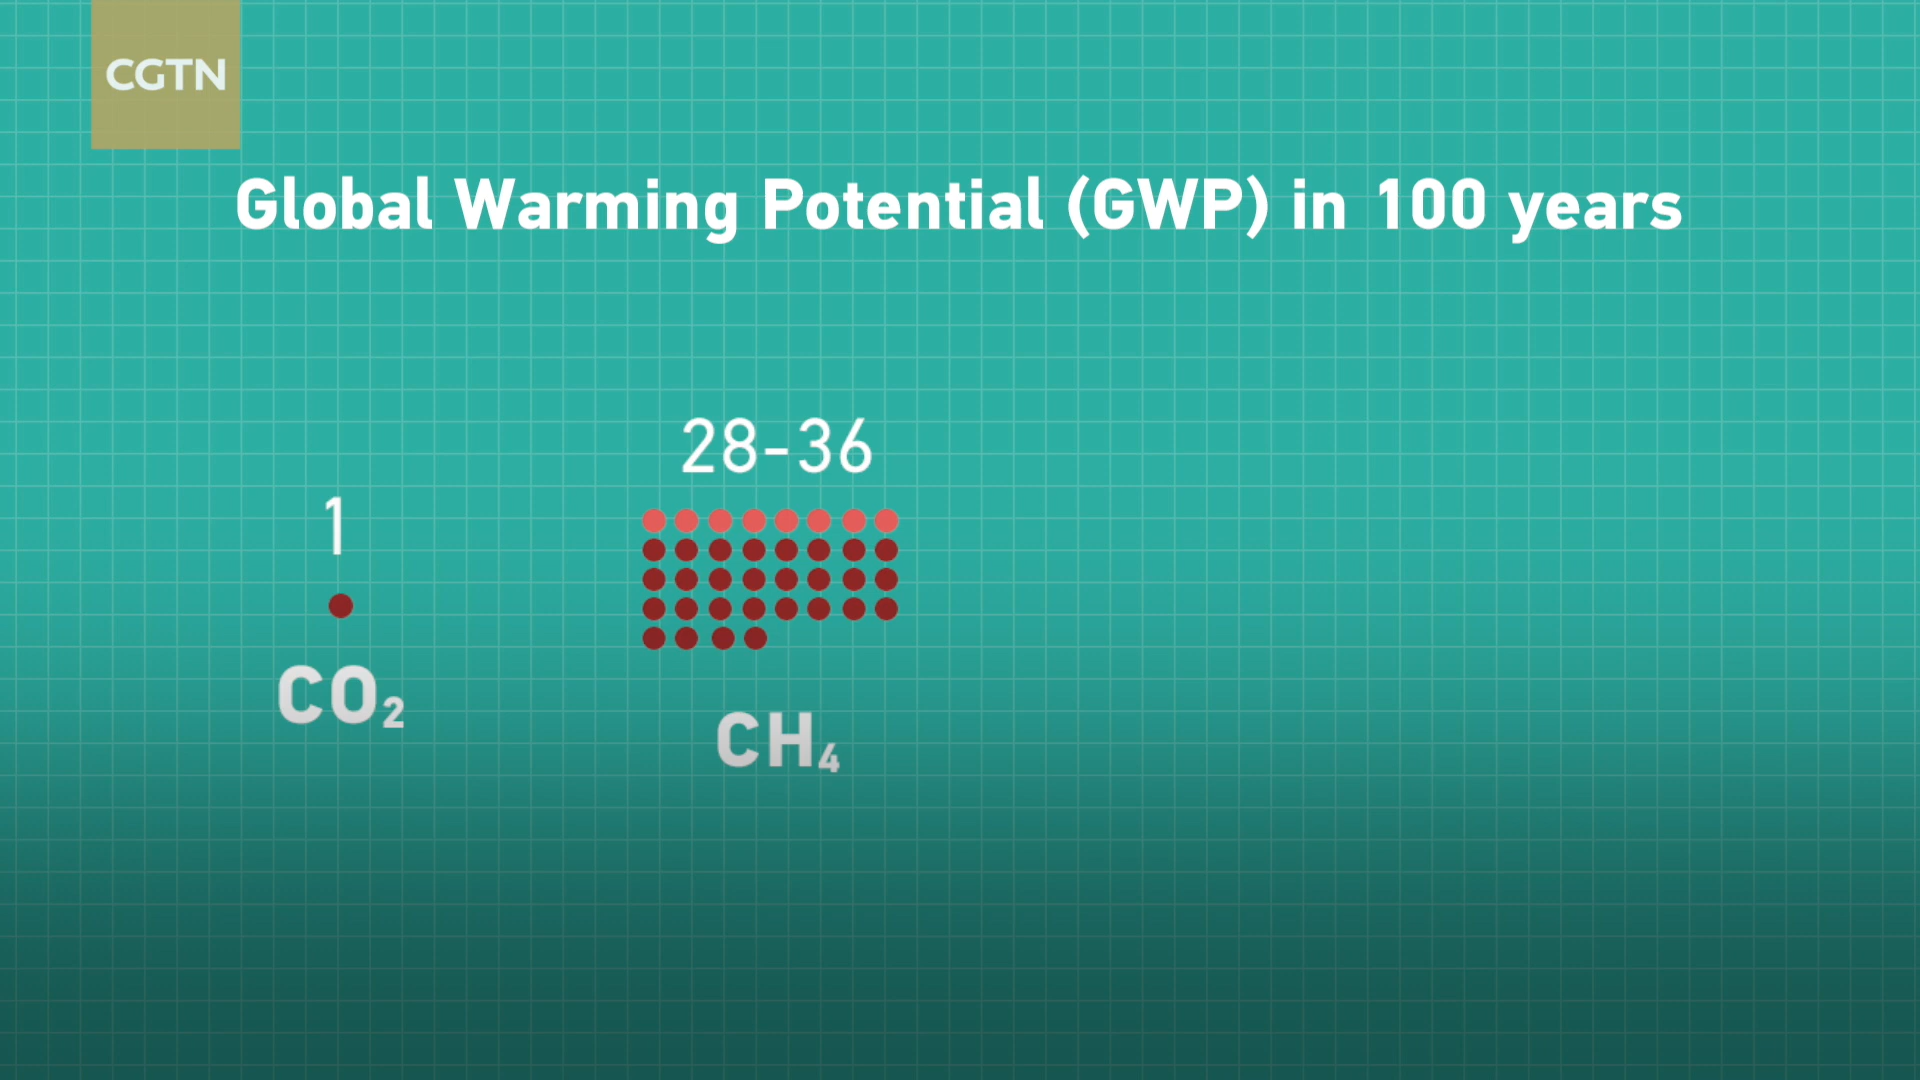 CGTN
Global Warming Potential (GWP) in 100 years
28-36
1
CO₂
CH₄